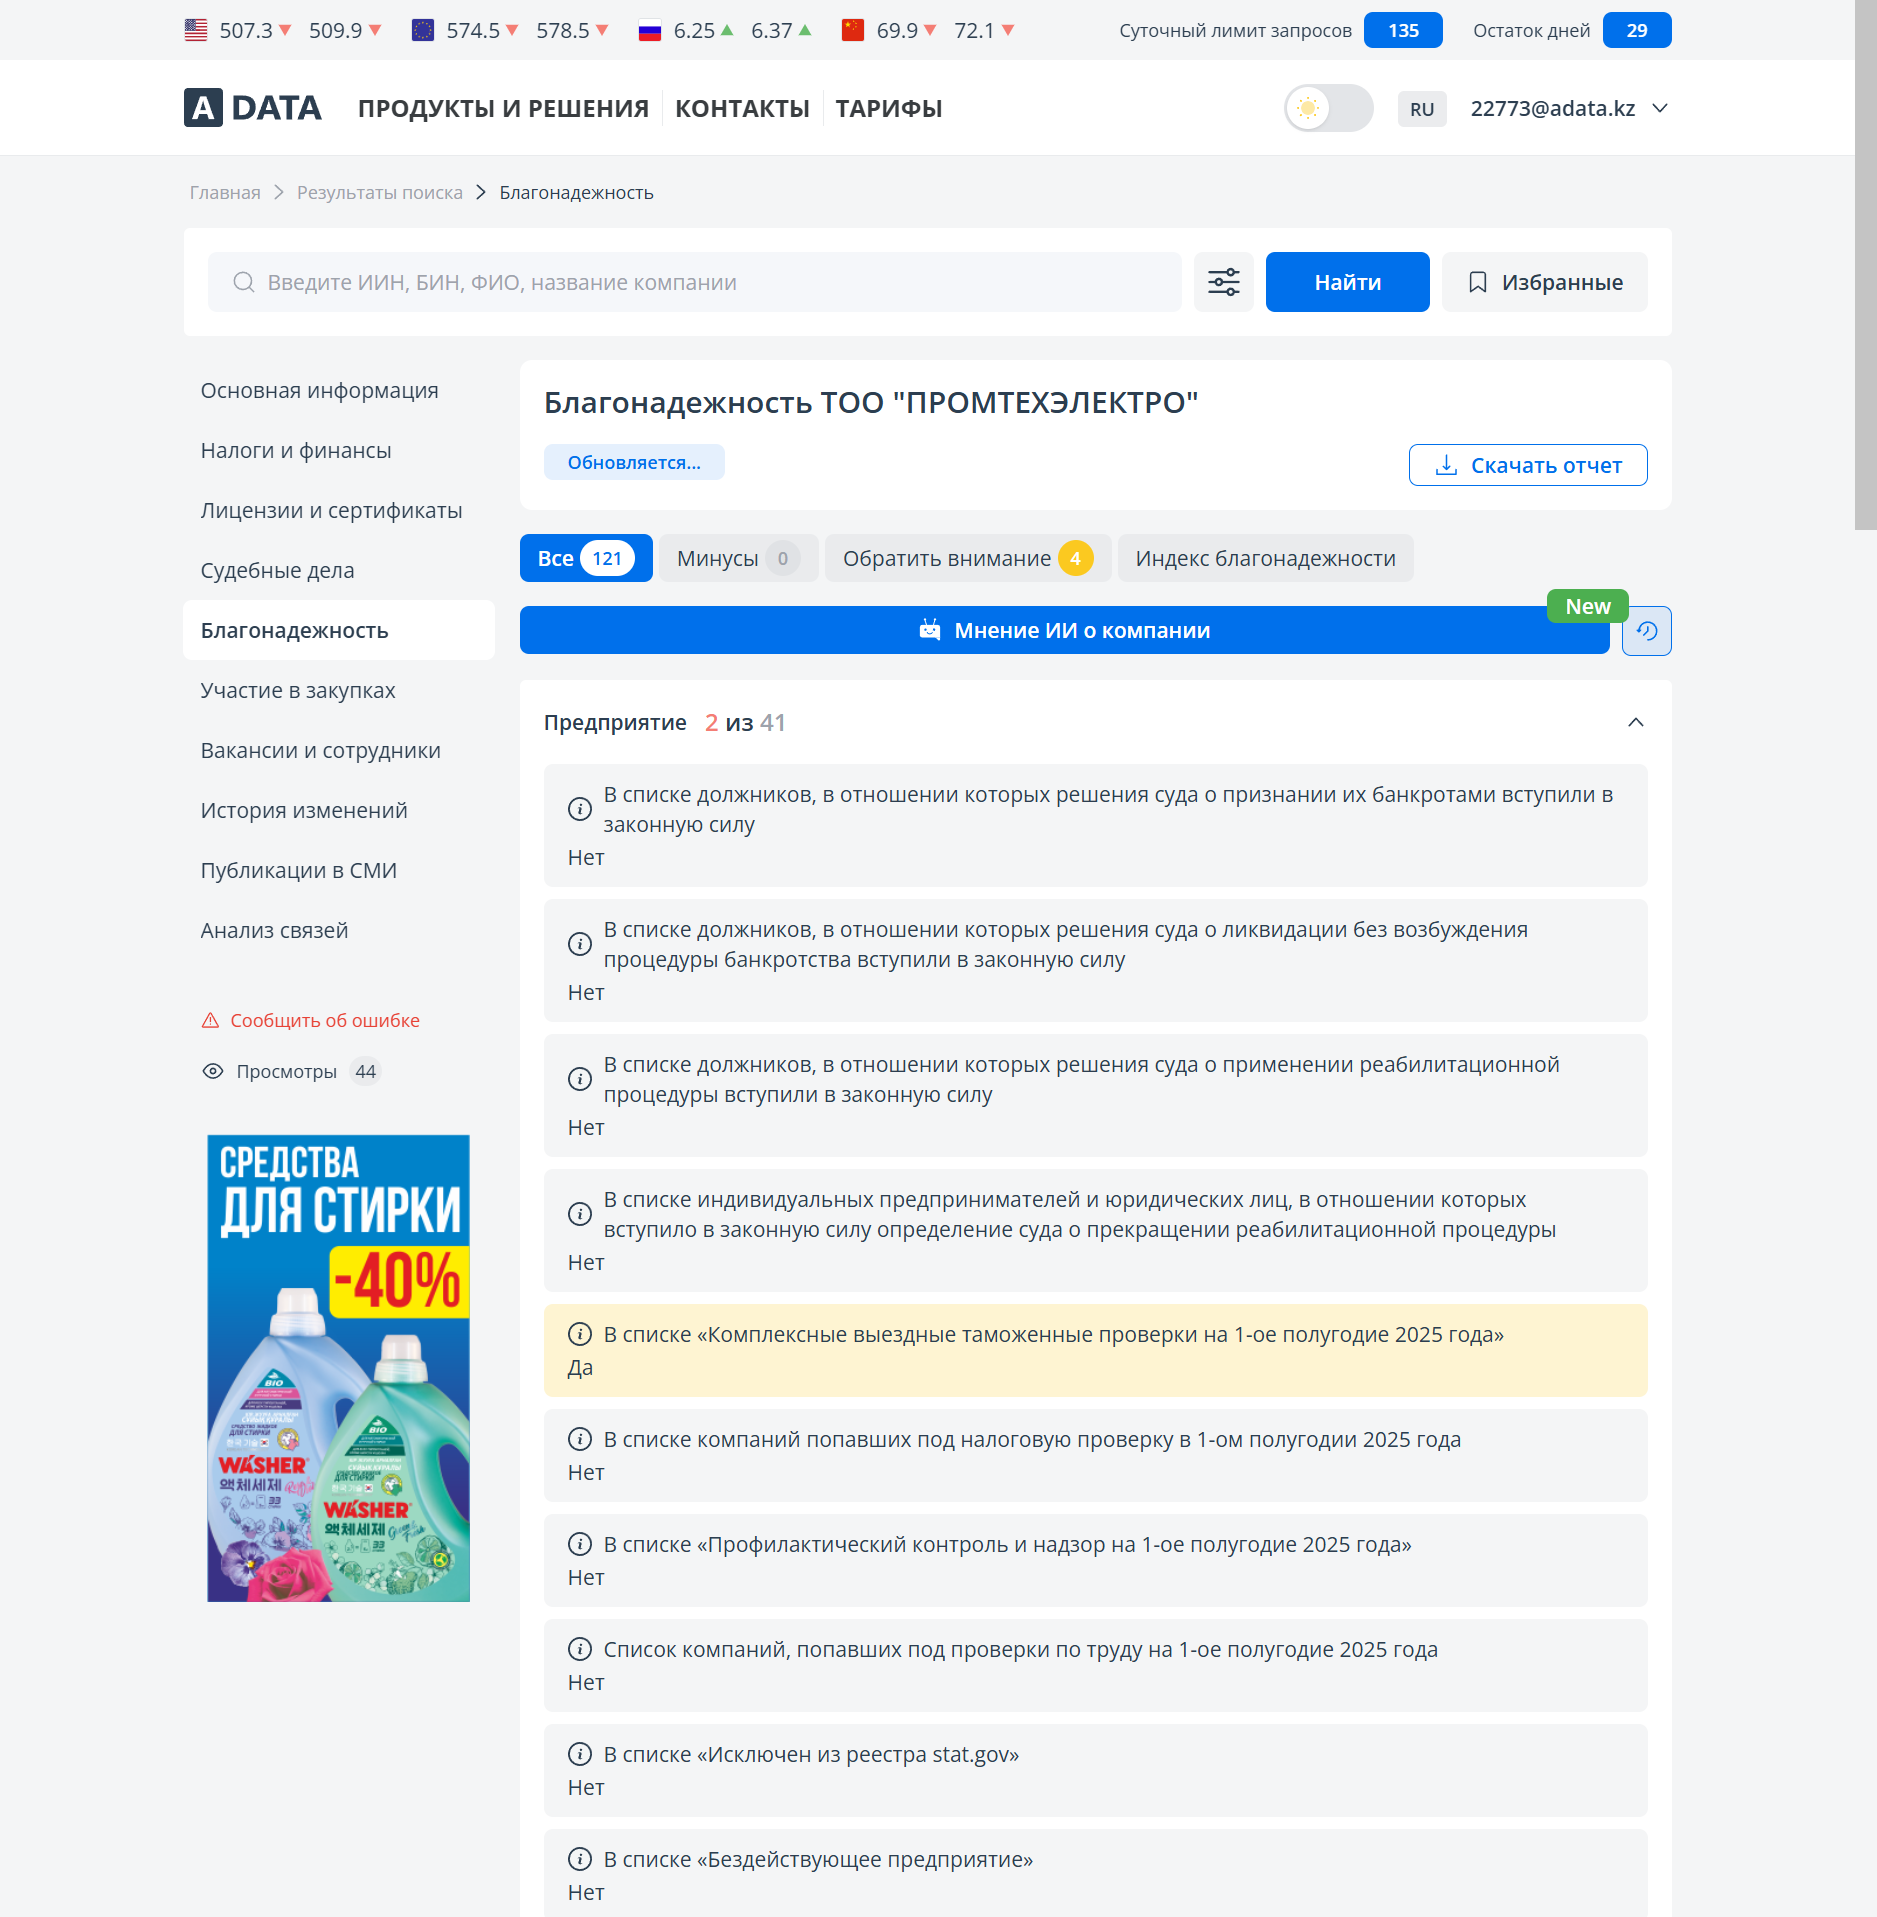 507.3 509.9 574.5 578.5 6.25 6.37 69.9 72.1 Суточный лимит запросов 135 Остаток дней 29
A DATA ПРОДУКТЫ И РЕШЕНИЯ КОНТАКТЫ ТАРИФЫ RU 22773@adata.kz
Главная Результаты поиска Благонадежность
Введите ИИН, БИН, ФИО, название компании Найти Избранные
Основная информация
Налоги и финансы
Лицензии и сертификаты
Судебные дела
Благонадежность
Участие в закупках
Вакансии и сотрудники
История изменений
Публикации в СМИ
Анализ связей
Сообщить об ошибке
Просмотры 44
СРЕДСТВА
ДЛЯ СТИРКИ
-40%
BIO
BIO
WASHER
액체세제
WASHER
액체세제
Благонадежность ТОО "ПРОМТЕХЭЛЕКТРО"
Обновляется... Скачать отчет
Все 121 Минусы 0 Обратить внимание 4 Индекс благонадежности
New
Мнение ИИ о компании
Предприятие 2 из 41
В списке должников, в отношении которых решения суда о признании их банкротами вступили в
законную силу
Нет
В списке должников, в отношении которых решения суда о ликвидации без возбуждения
процедуры банкротства вступили в законную силу
Нет
В списке должников, в отношении которых решения суда о применении реабилитационной
процедуры вступили в законную силу
Нет
В списке индивидуальных предпринимателей и юридических лиц, в отношении которых
вступило в законную силу определение суда о прекращении реабилитационной процедуры
Нет
В списке «Комплексные выездные таможенные проверки на 1-ое полугодие 2025 года»
Да
В списке компаний попавших под налоговую проверку в 1-ом полугодии 2025 года
Нет
В списке «Профилактический контроль и надзор на 1-ое полугодие 2025 года»
Нет
Список компаний, попавших под проверки по труду на 1-ое полугодие 2025 года
Нет
В списке «Исключен из реестра stat.gov»
Нет
В списке «Бездействующее предприятие»
Нет